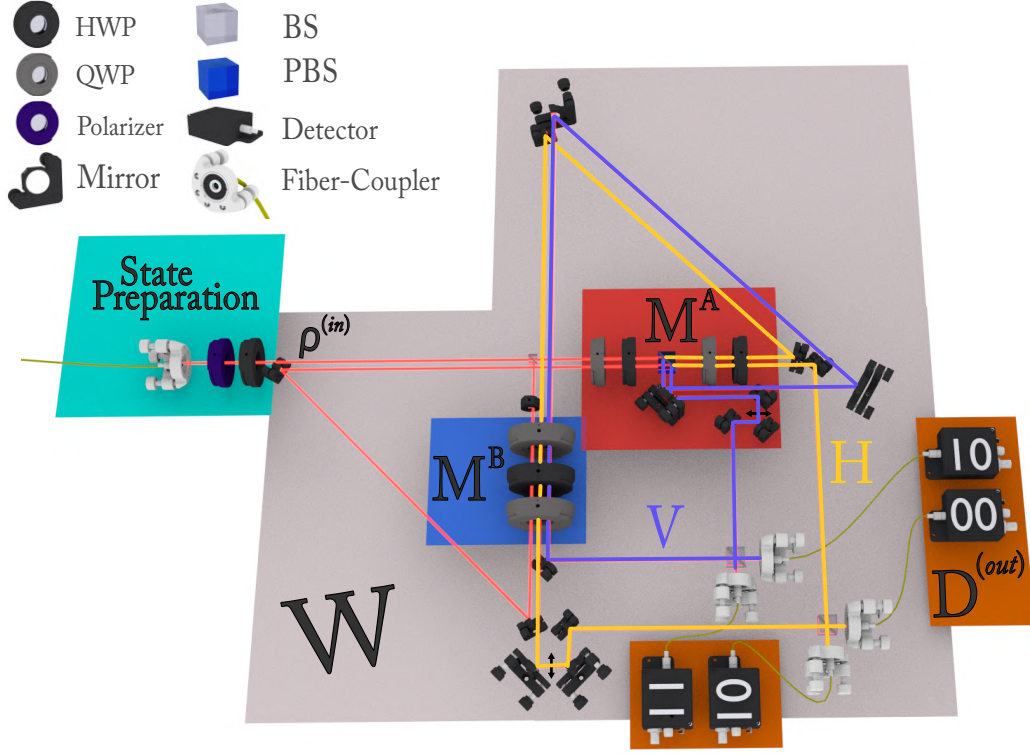 HWP
BS
QWP
PBS
Polarizer
Detector
Mirror
Fiber-Coupler
State
Preparation
ρ(in)
M^A
M^B
H
V
W
10
00
D(out)
11
01